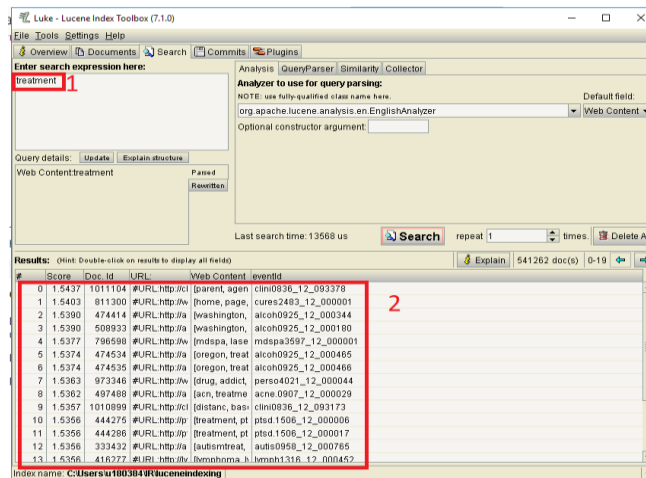 Luke - Lucene Index Toolbox (7.1.0)
File Tools Settings Help
Overview Documents Search Commits Plugins
Enter search expression here:
treatment 1
Analysis QueryParser Similarity Collector
Analyzer to use for query parsing:
NOTE: use fully-qualified class name here. Default field:
org.apache.lucene.analysis.en.EnglishAnalyzer Web Content
Optional constructor argument:
Query details: Update Explain structure
Web Content:treatment Parsed
Rewritten
Last search time: 13568 us Search repeat 1 times. Delete A
Results: (Hint: Double-click on results to display all fields) Explain 541262 doc(s) 0-19
# Score Doc. Id URL: Web Content eventId
0 1.5437 1011104 #URL:http://cl [parent, agen clini0836_12_093378
1 1.5403 811300 #URL:http://w [home, page, cures2483_12_000001
2 1.5390 474414 #URL:http://a [washington, alcoh0925_12_000344
3 1.5390 508933 #URL:http://a [washington, alcoh0925_12_000180
4 1.5377 796598 #URL:http://w [mdspa, lase mdspa3597_12_000001
5 1.5374 474534 #URL:http://a [oregon, treat alcoh0925_12_000465
6 1.5374 474535 #URL:http://a [oregon, treat alcoh0925_12_000466
7 1.5363 973346 #URL:http://w [drug, addict, perso4021_12_000044
8 1.5362 497488 #URL:http://a [acn, treatme acne.0907_12_000029
9 1.5357 1010899 #URL:http://cl [distanc, basi clini0836_12_093173
10 1.5356 444275 #URL:http://p [treatment, pt ptsd.1506_12_000006
11 1.5356 444286 #URL:http://p [treatment, pt ptsd.1506_12_000017
12 1.5356 333432 #URL:http://a [autismtreat, autis0958_12_000765
13 1.5356 416277 #URL:http://ly [lymphoma, ly lymph1316_12_000452
2
Index name: C:\Users\u180384\IR\luceneindexing